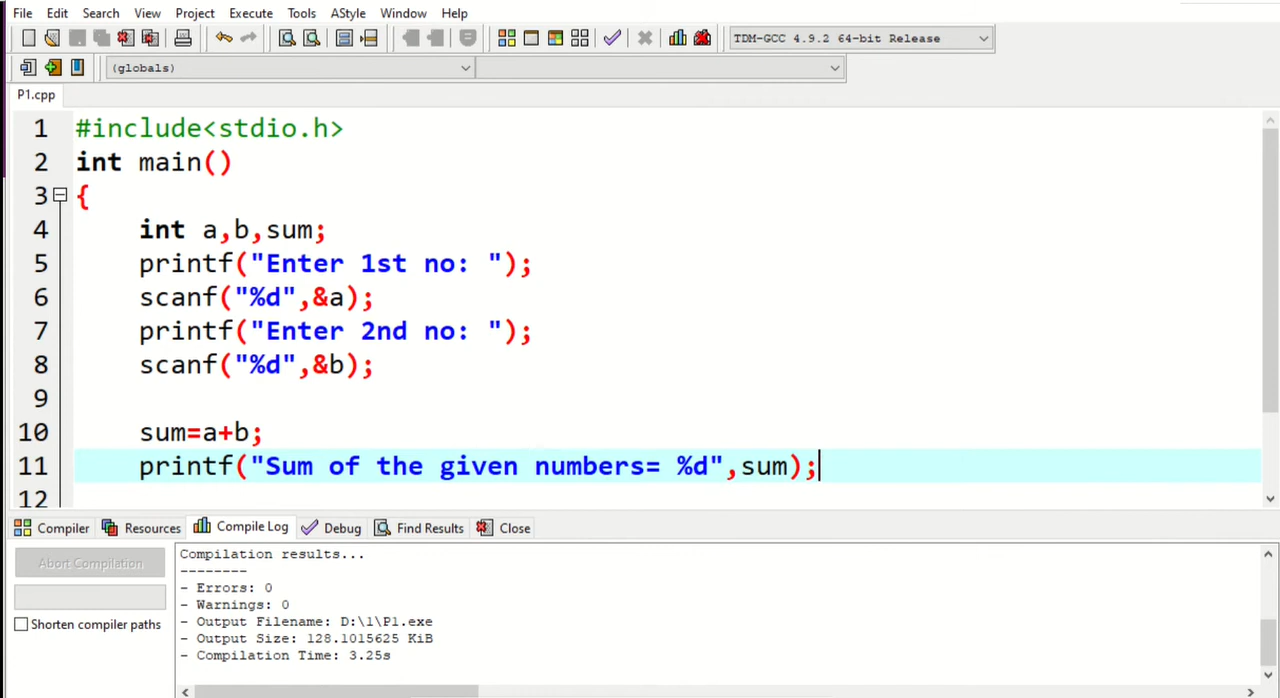 File Edit Search View Project Execute Tools AStyle Window Help
TDM-GCC 4.9.2 64-bit Release
(globals)
P1.cpp
1 #include<stdio.h>
2 int main()
3 {
4 int a,b,sum;
5 printf("Enter 1st no: ");
6 scanf("%d",&a);
7 printf("Enter 2nd no: ");
8 scanf("%d",&b);
9
10 sum=a+b;
11 printf("Sum of the given numbers= %d",sum);
12
Compiler Resources Compile Log Debug Find Results Close
Abort Compilation
Shorten compiler paths
Compilation results...
--------
- Errors: 0
- Warnings: 0
- Output Filename: D:\1\P1.exe
- Output Size: 128.1015625 KiB
- Compilation Time: 3.25s